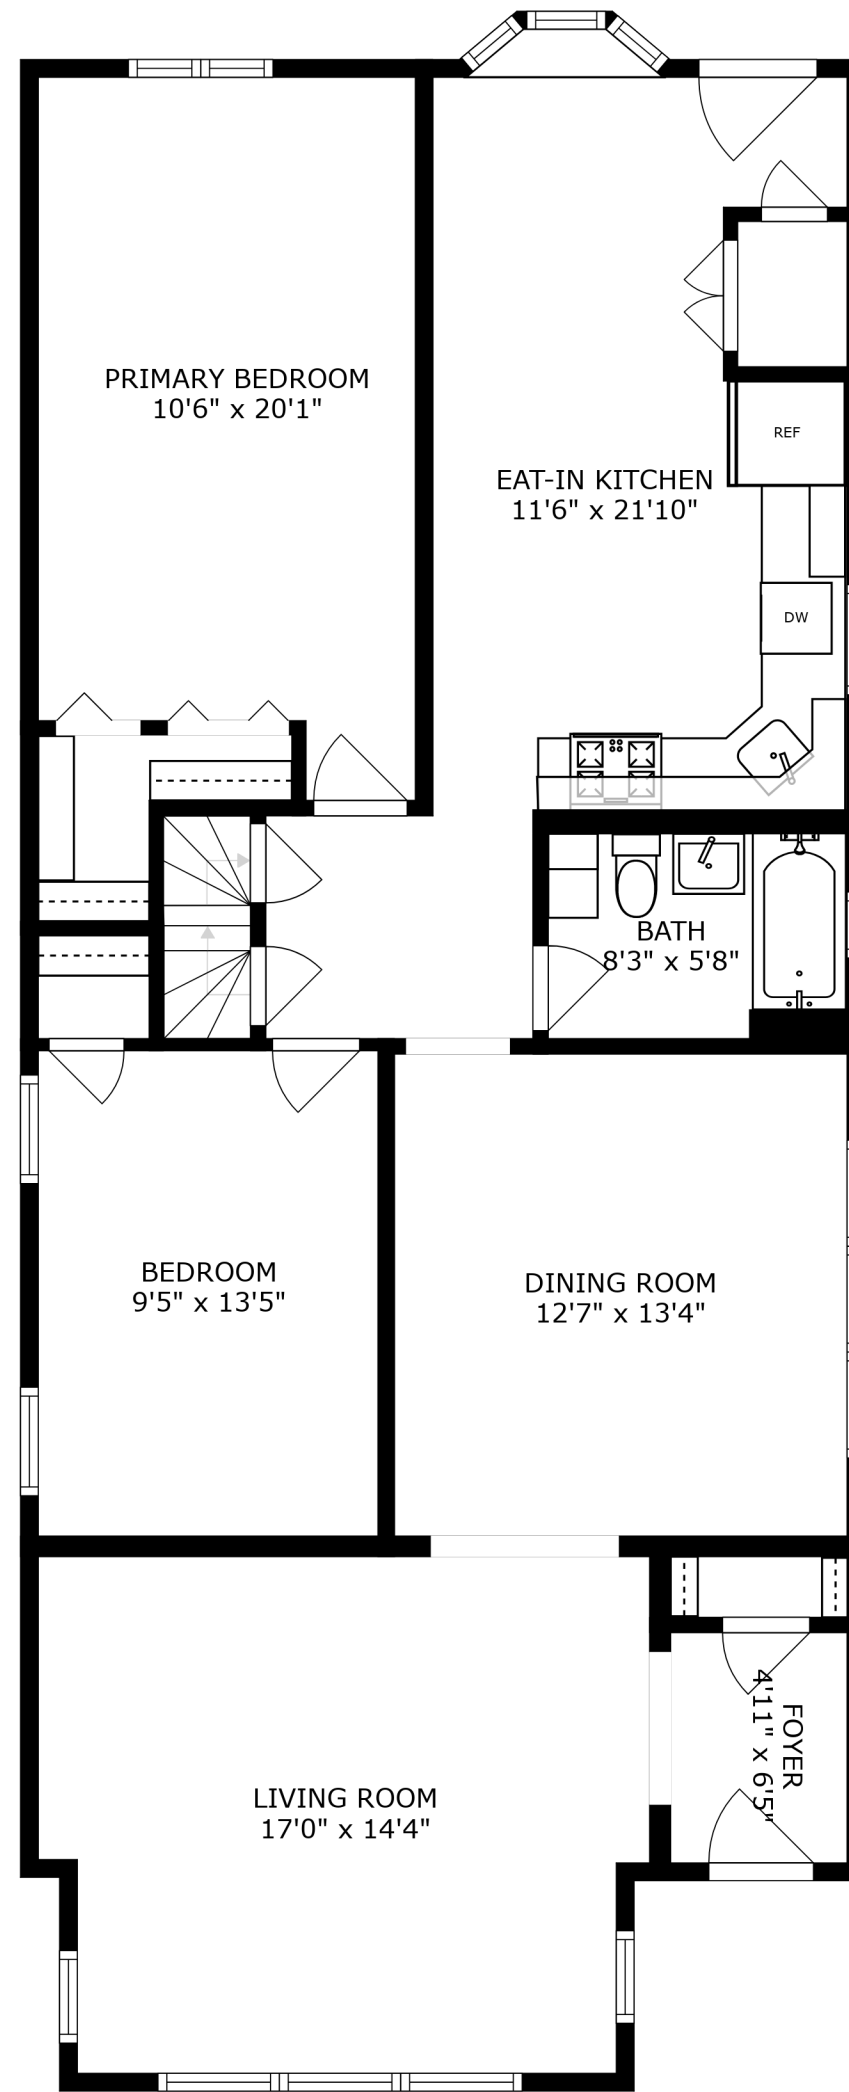 PRIMARY BEDROOM
10'6" x 20'1"
REF
EAT-IN KITCHEN
11'6" x 21'10"
DW
BATH
8'3" x 5'8"
BEDROOM
9'5" x 13'5"
DINING ROOM
12'7" x 13'4"
FOYER
4'11" x 6'5"
LIVING ROOM
17'0" x 14'4"